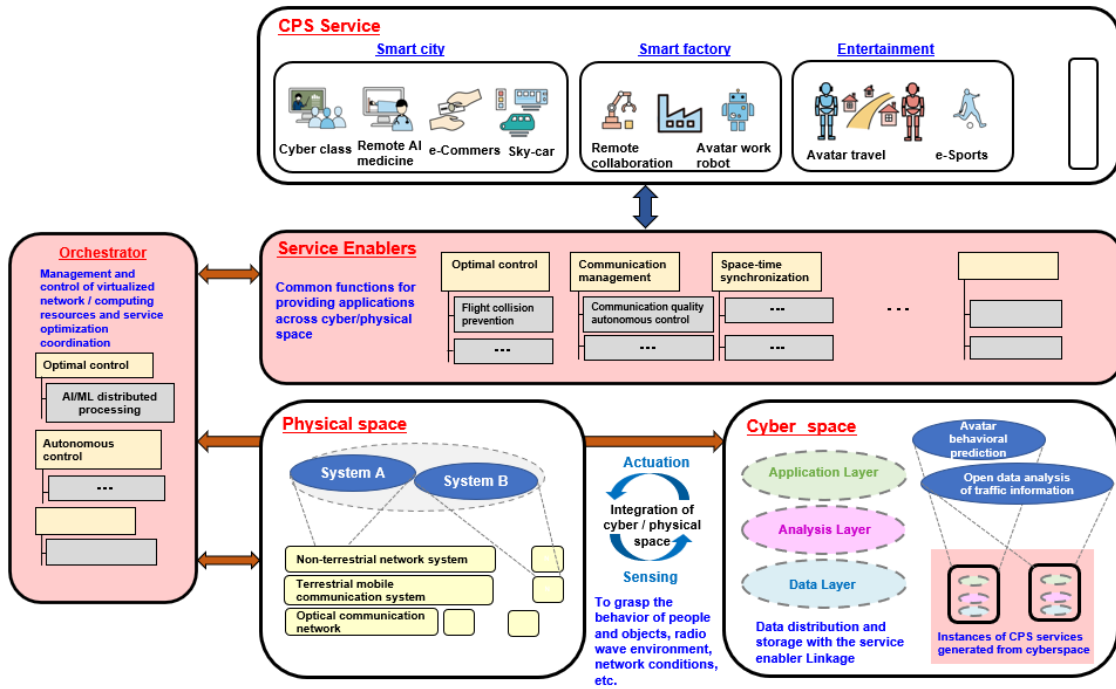 CPS Service
Smart city
Smart factory
Entertainment
Cyber class
Remote AI
medicine
e-Commers
Sky-car
Remote
collaboration
Avatar work
robot
Avatar travel
e-Sports
Orchestrator
Management and
control of virtualized
network / computing
resources and service
optimization
coordination
Optimal control
AI/ML distributed
processing
Autonomous
control
---
Service Enablers
Common functions for
providing applications
across cyber/physical
space
Optimal control
Flight collision
prevention
---
Communication
management
Communication quality
autonomous control
---
Space-time
synchronization
---
---
---
Physical space
System A
System B
Non-terrestrial network system
Terrestrial mobile
communication system
Optical communication
network
Actuation
Integration of
cyber / physical
space
Sensing
To grasp the
behavior of people
and objects, radio
wave environment,
network conditions,
etc.
Cyber space
Application Layer
Analysis Layer
Data Layer
Data distribution and
storage with the service
enabler Linkage
Avatar
behavioral
prediction
Open data analysis
of traffic information
Instances of CPS services
generated from cyberspace